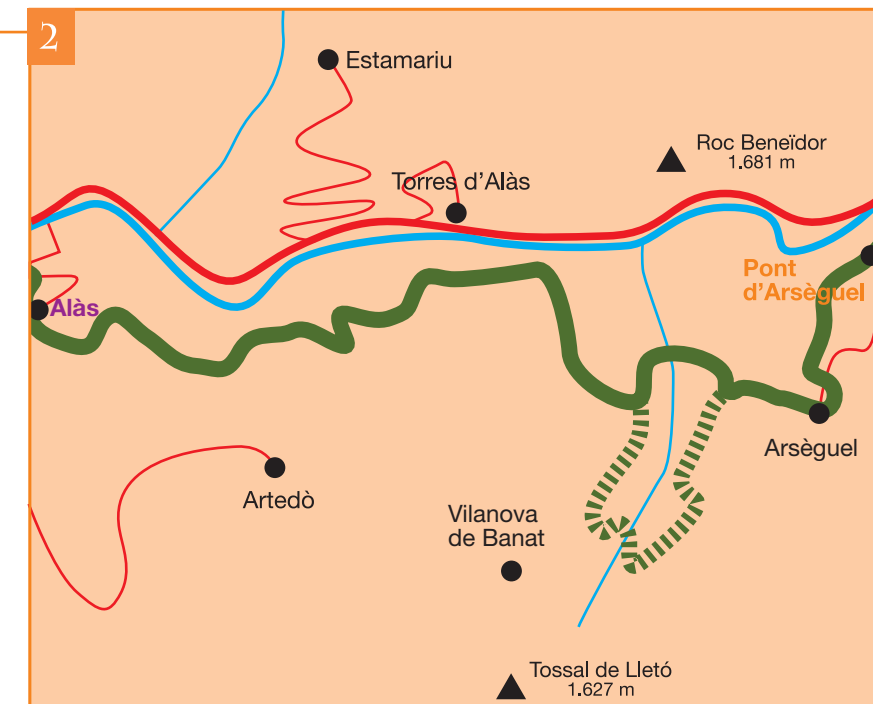 2
Estamariu
Roc Beneïdor
1.681 m
Torres d'Alàs
Pont
d'Arsèguel
Alàs
Arsèguel
Artedò
Vilanova
de Banat
Tossal de Lletó
1.627 m